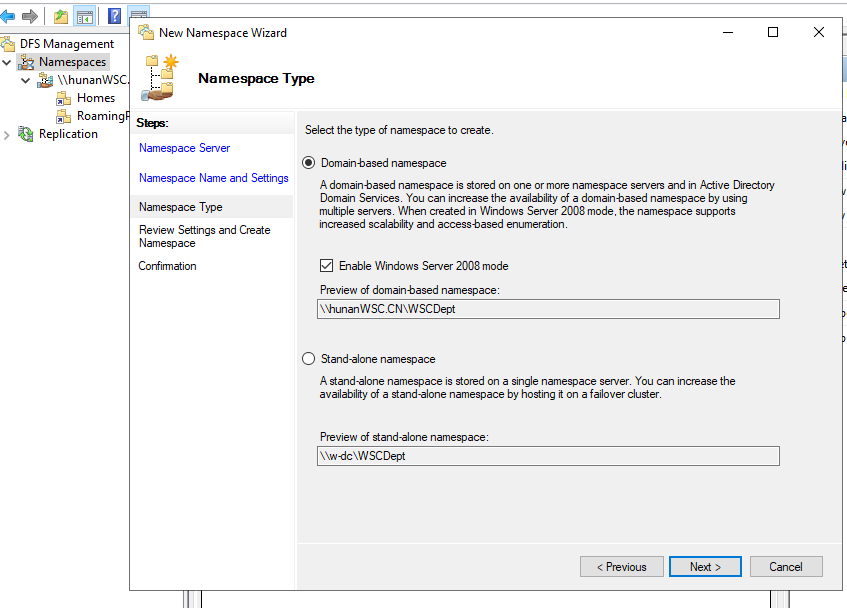 New Namespace Wizard
DFS Management
Namespaces
\\hunanWSC.
Homes
Replication
Namespace Type
Steps:
Namespace Server
Namespace Name and Settings
Namespace Type
Review Settings and Create
Namespace
Confirmation
Select the type of namespace to create.
Domain-based namespace
A domain-based namespace is stored on one or more namespace servers and in Active Directory
Domain Services. You can increase the availability of a domain-based namespace by using
multiple servers. When created in Windows Server 2008 mode, the namespace supports
increased scalability and access-based enumeration.
Enable Windows Server 2008 mode
Preview of domain-based namespace:
\\hunanWSC.CN\WSCDept
Stand-alone namespace
A stand-alone namespace is stored on a single namespace server. You can increase the
availability of a stand-alone namespace by hosting it on a failover cluster.
Preview of stand-alone namespace:
\\w-dc\WSCDept
< Previous
Next >
Cancel